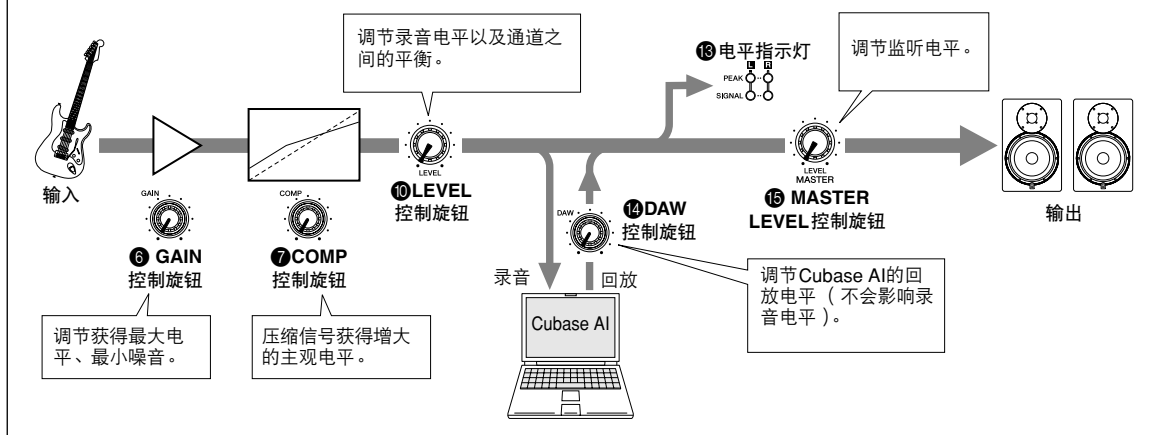 调节录音电平以及通道之
间的平衡。
⓭电平指示灯
L R
PEAK
SIGNAL
调节监听电平。
输入
GAIN
❻ GAIN
控制旋钮
COMP
❼COMP
控制旋钮
LEVEL
❿LEVEL
控制旋钮
DAW
⓮DAW
控制旋钮
LEVEL
MASTER
⓯ MASTER
LEVEL控制旋钮
输出
录音
回放
Cubase AI
调节获得最大电
平、最小噪音。
压缩信号获得增大
的主观电平。
调节Cubase AI的回
放电平（不会影响录
音电平）。